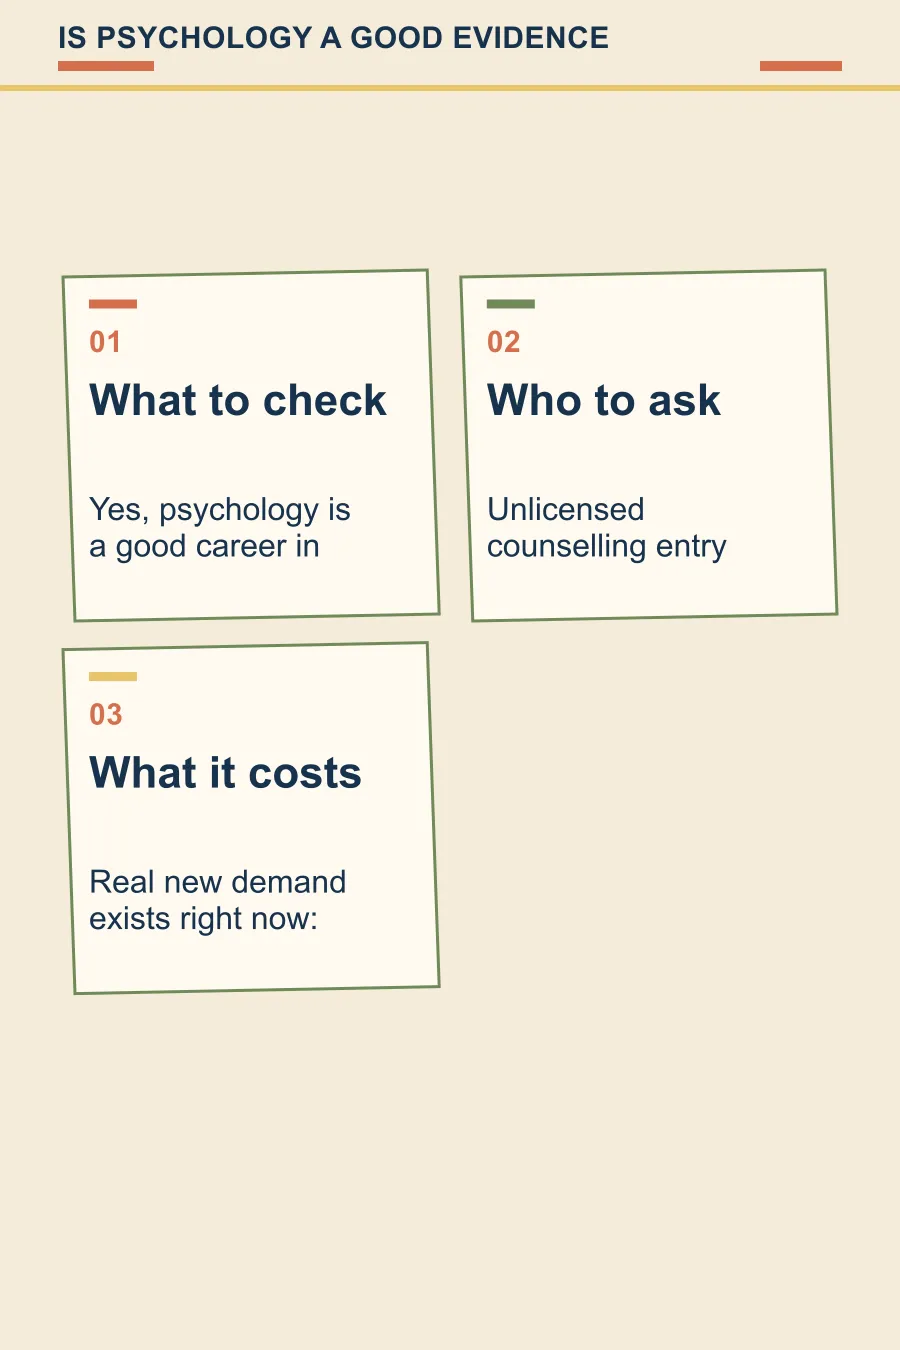 IS PSYCHOLOGY A GOOD EVIDENCE
01
What to check
Yes, psychology is
a good career in
02
Who to ask
Unlicensed
counselling entry
03
What it costs
Real new demand
exists right now: